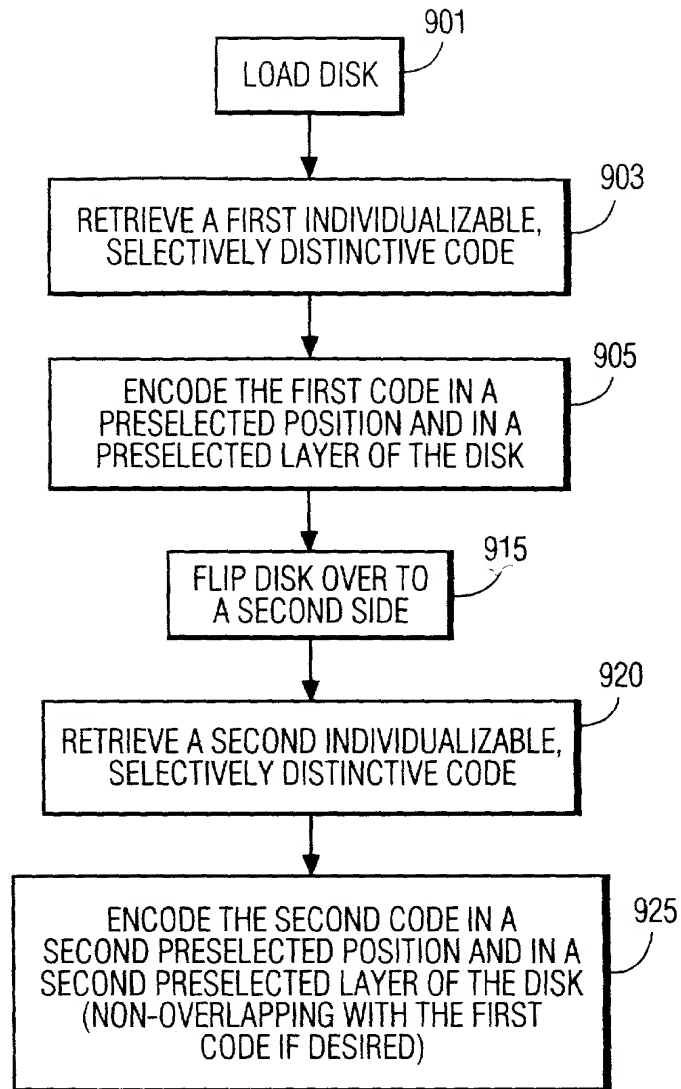 901
LOAD DISK
903
RETRIEVE A FIRST INDIVIDUALIZABLE,
SELECTIVELY DISTINCTIVE CODE
905
ENCODE THE FIRST CODE IN A
PRESELECTED POSITION AND IN A
PRESELECTED LAYER OF THE DISK
915
FLIP DISK OVER TO
A SECOND SIDE
920
RETRIEVE A SECOND INDIVIDUALIZABLE,
SELECTIVELY DISTINCTIVE CODE
925
ENCODE THE SECOND CODE IN A
SECOND PRESELECTED POSITION AND IN A
SECOND PRESELECTED LAYER OF THE DISK
(NON-OVERLAPPING WITH THE FIRST
CODE IF DESIRED)